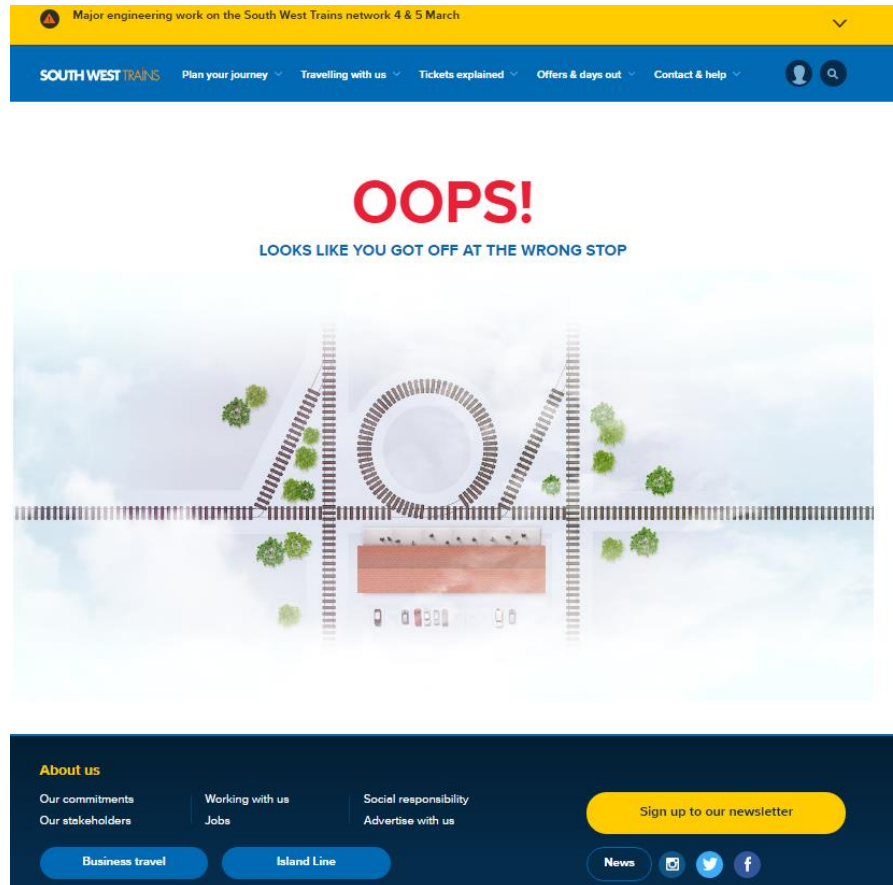 Major engineering work on the South West Trains network 4 & 5 March
SOUTH WEST TRAINS Plan your journey Travelling with us Tickets explained Offers & days out Contact & help
OOPS!
LOOKS LIKE YOU GOT OFF AT THE WRONG STOP
404
About us
Our commitments Working with us Social responsibility
Our stakeholders Jobs Advertise with us
Sign up to our newsletter
Business travel Island Line News